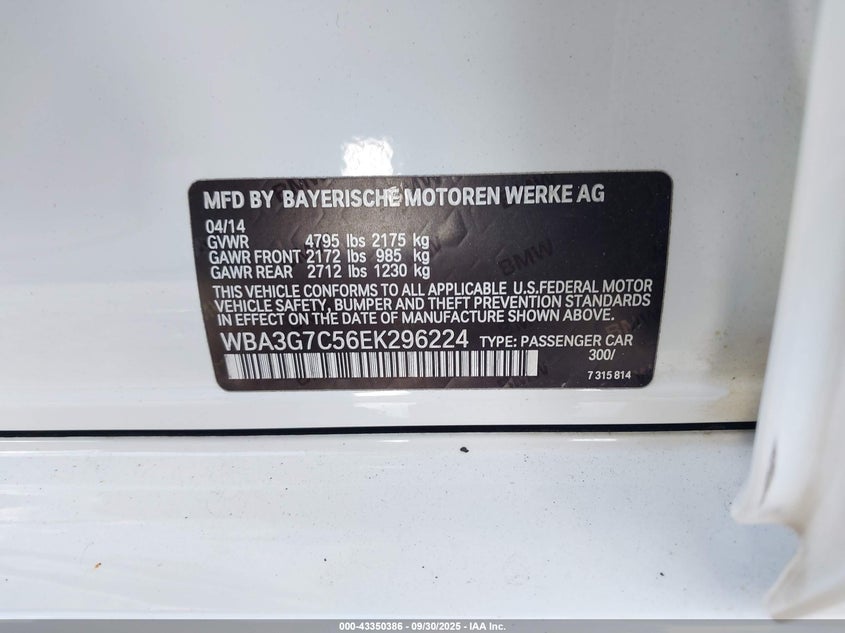 MFD BY BAYERISCHE MOTOREN WERKE AG
04/14
GVWR 4795 lbs 2175 kg
GAWR FRONT 2172 lbs 985 kg
GAWR REAR 2712 lbs 1230 kg
THIS VEHICLE CONFORMS TO ALL APPLICABLE U.S.FEDERAL MOTOR
VEHICLE SAFETY, BUMPER AND THEFT PREVENTION STANDARDS
IN EFFECT ON THE DATE OF MANUFACTURE SHOWN ABOVE.
WBA3G7C56EK296224 TYPE: PASSENGER CAR
300/
7 315 814
000-43350386 - 09/30/2025 - IAA Inc.